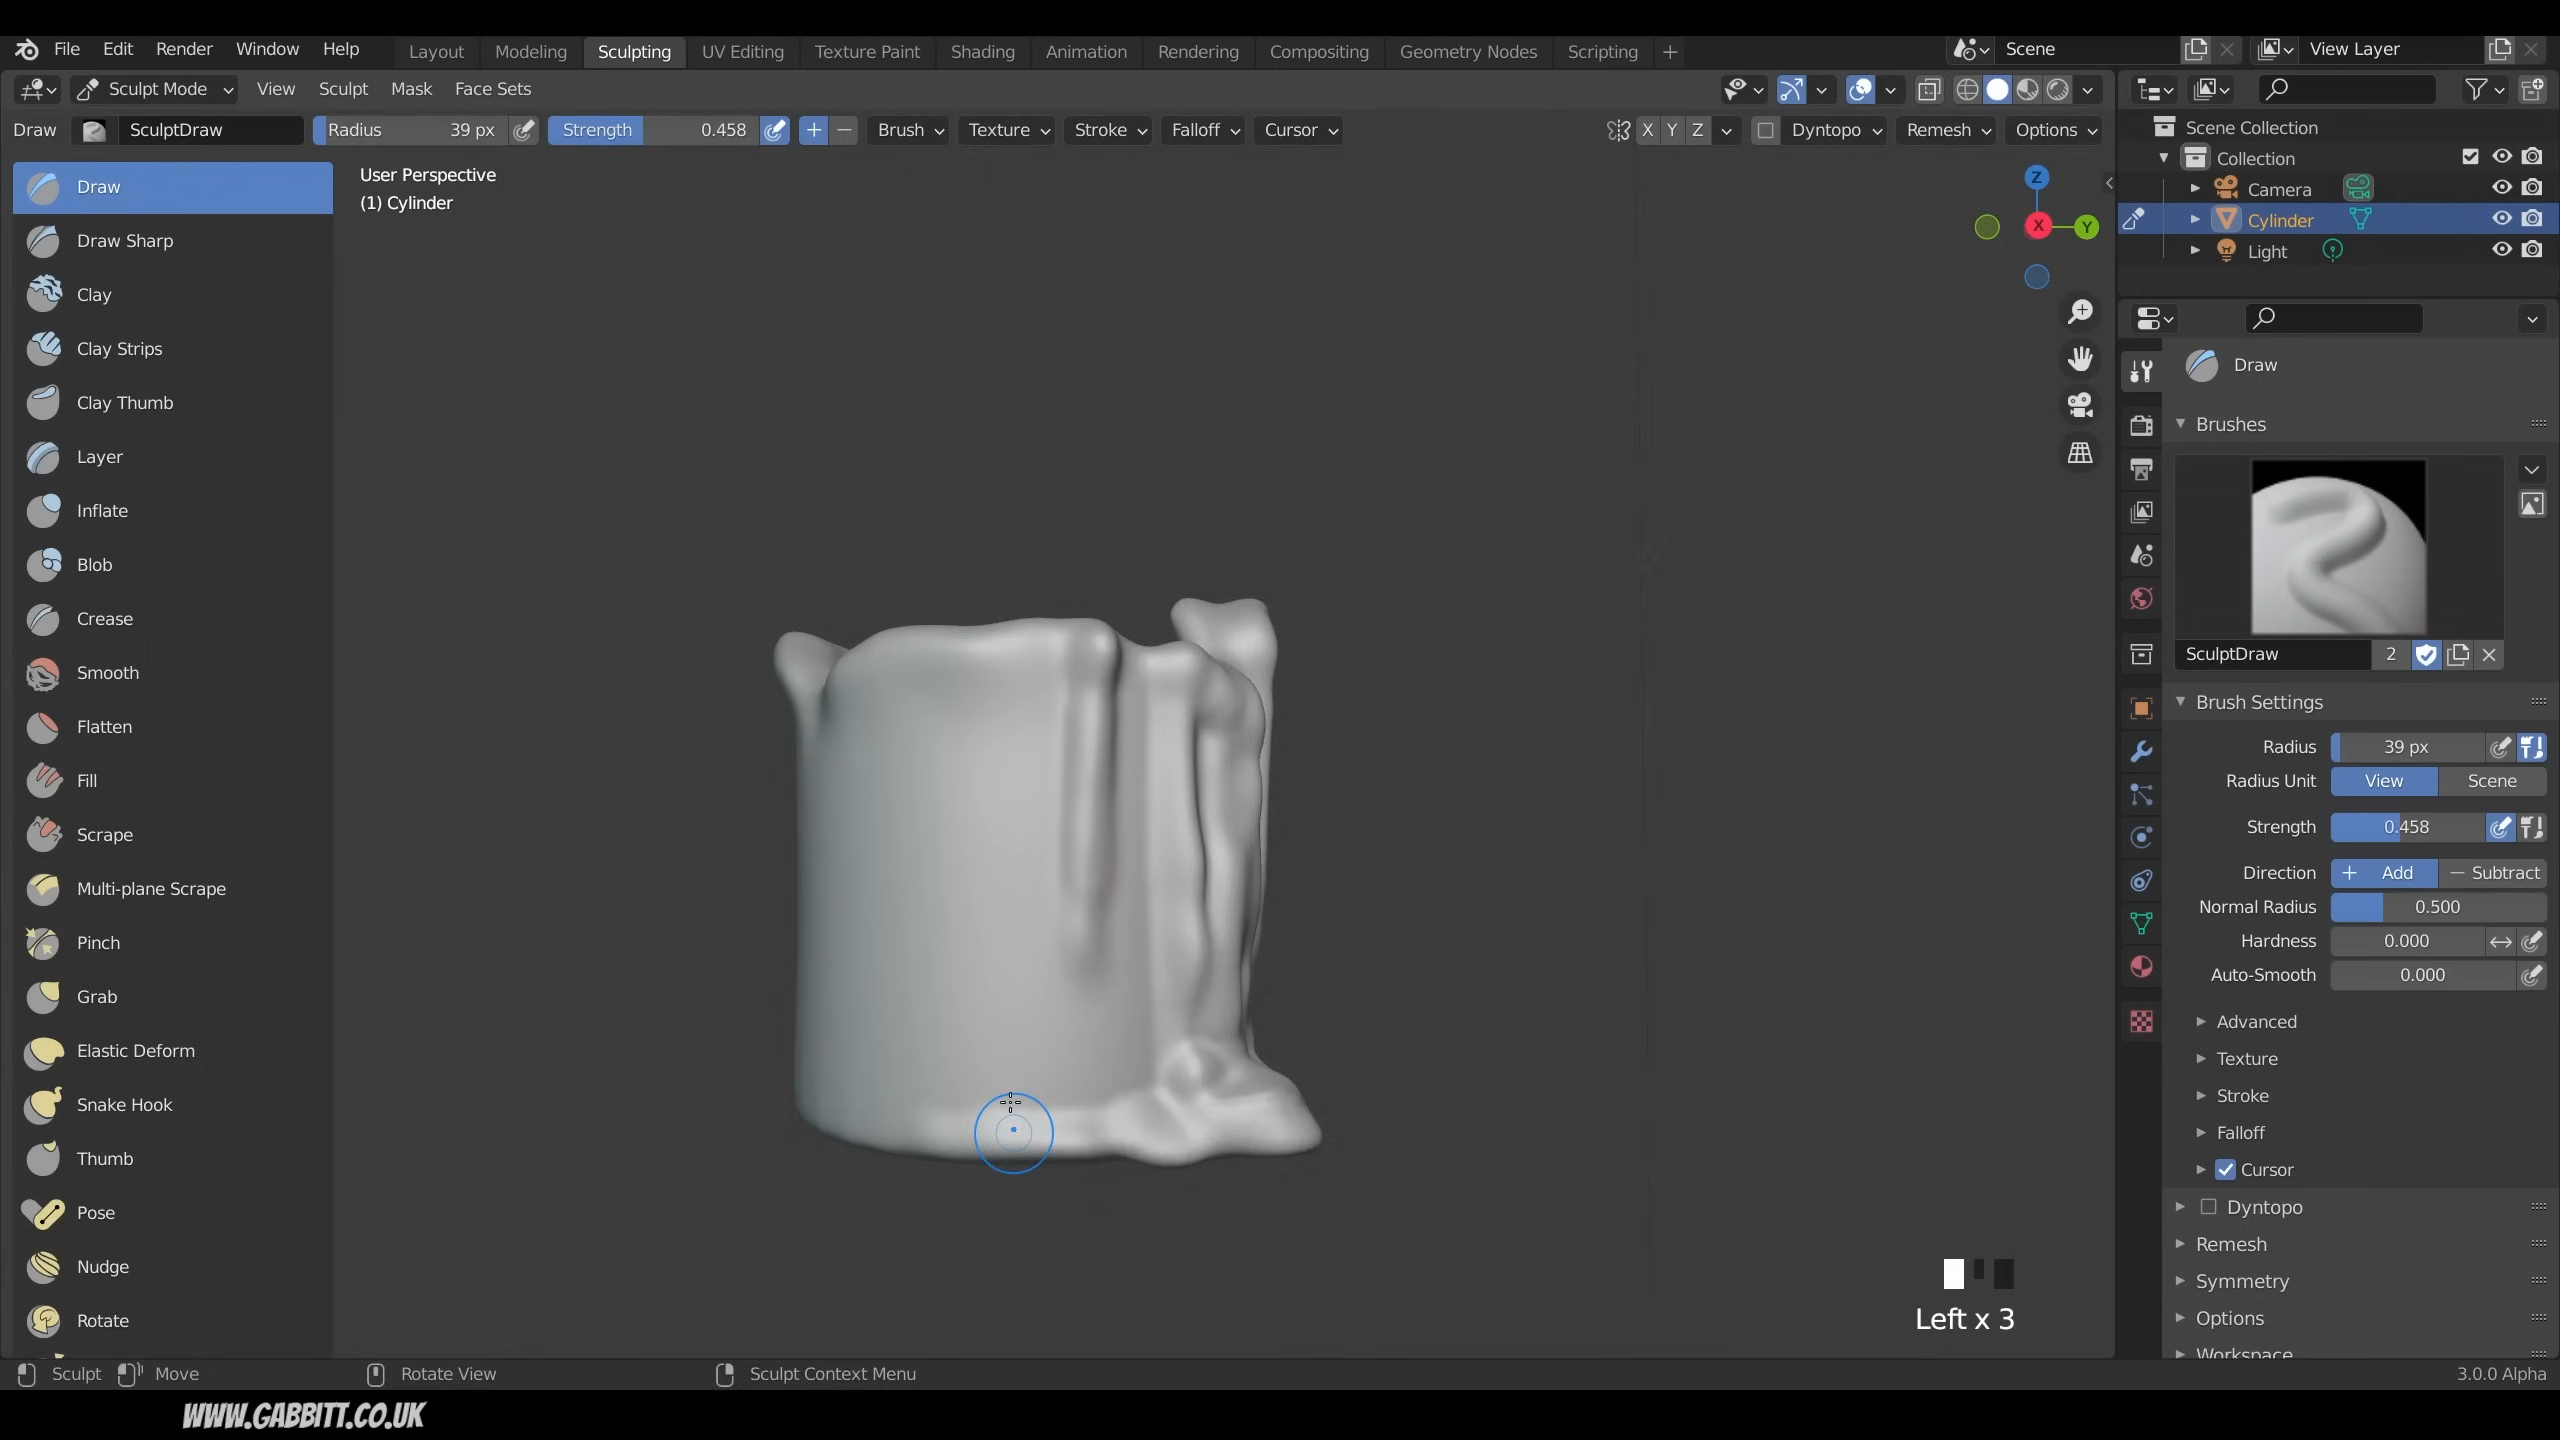 File Edit Render Window Help Layout Modeling Sculpting UV Editing Texture Paint Shading Animation Rendering Compositing Geometry Nodes Scripting + Scene View Layer
Sculpt Mode View Sculpt Mask Face Sets
Draw SculptDraw Radius 39 px Strength 0.458 + − Brush Texture Stroke Falloff Cursor X Y Z Dyntopo Remesh Options
User Perspective
(1) Cylinder
Z
X
Y
Draw
Draw Sharp
Clay
Clay Strips
Clay Thumb
Layer
Inflate
Blob
Crease
Smooth
Flatten
Fill
Scrape
Multi-plane Scrape
Pinch
Grab
Elastic Deform
Snake Hook
Thumb
Pose
Nudge
Rotate
Scene Collection
Collection
Camera
Cylinder
Light
Draw
Brushes
SculptDraw 2
Brush Settings
Radius 39 px
Radius Unit View Scene
Strength 0.458
Direction + Add − Subtract
Normal Radius 0.500
Hardness 0.000
Auto-Smooth 0.000
Advanced
Texture
Stroke
Falloff
Cursor
Dyntopo
Remesh
Symmetry
Options
Workspace
Left x 3
Sculpt Move Rotate View Sculpt Context Menu 3.0.0 Alpha
WWW.GABBITT.CO.UK